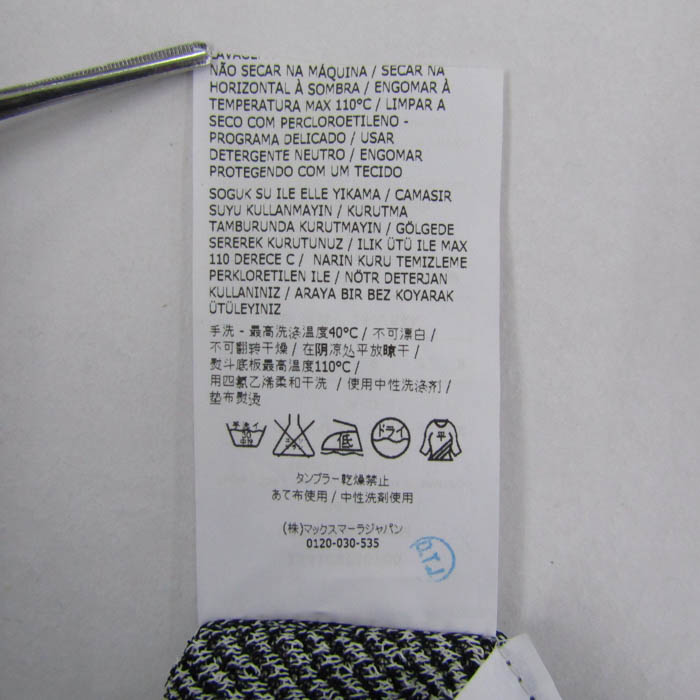 LAVAGE.
NÃO SECAR NA MÁQUINA / SECAR NA
HORIZONTAL À SOMBRA / ENGOMAR À
TEMPERATURA MAX 110°C / LIMPAR A
SECO COM PERCLOROETILENO -
PROGRAMA DELICADO / USAR
DETERGENTE NEUTRO / ENGOMAR
PROTEGENDO COM UM TECIDO
SOGUK SU ILE ELLE YIKAMA / CAMASIR
SUYU KULLANMAYIN / KURUTMA
TAMBURUNDA KURUTMAYIN / GÖLGEDE
SEREREK KURUTUNUZ / ILIK ÜTÜ ILE MAX
110 DERECE C / NARIN KURU TEMIZLEME
PERKLORETILEN ILE / NÖTR DETERJAN
KULLANINIZ / ARAYA BIR BEZ KOYARAK
ÜTÜLEYINIZ
手洗 - 最高洗涤温度40°C / 不可漂白 /
不可翻转干燥 / 在阴凉处平放晾干 /
熨斗底板最高温度110°C /
用四氯乙烯柔和干洗 / 使用中性洗涤剂 /
垫布熨烫
手洗イ 30 中性 低 ドライ 平
タンブラー乾燥禁止
あて布使用 / 中性洗剤使用
(株)マックスマーラジャパン
0120-030-535